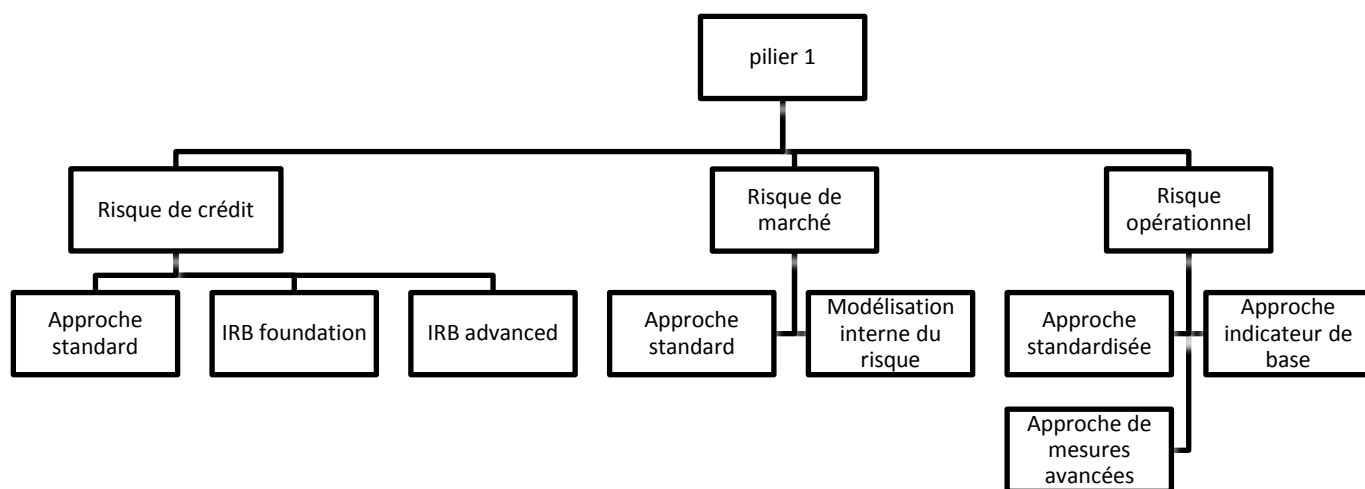 pilier 1
Risque de crédit
Risque de
marché
Risque
opérationnel
Approche
standard
IRB foundation
IRB advanced
Approche
standard
Modélisation
interne du
risque
Approche
standardisée
Approche
indicateur de
base
Approche de
mesures
avancées